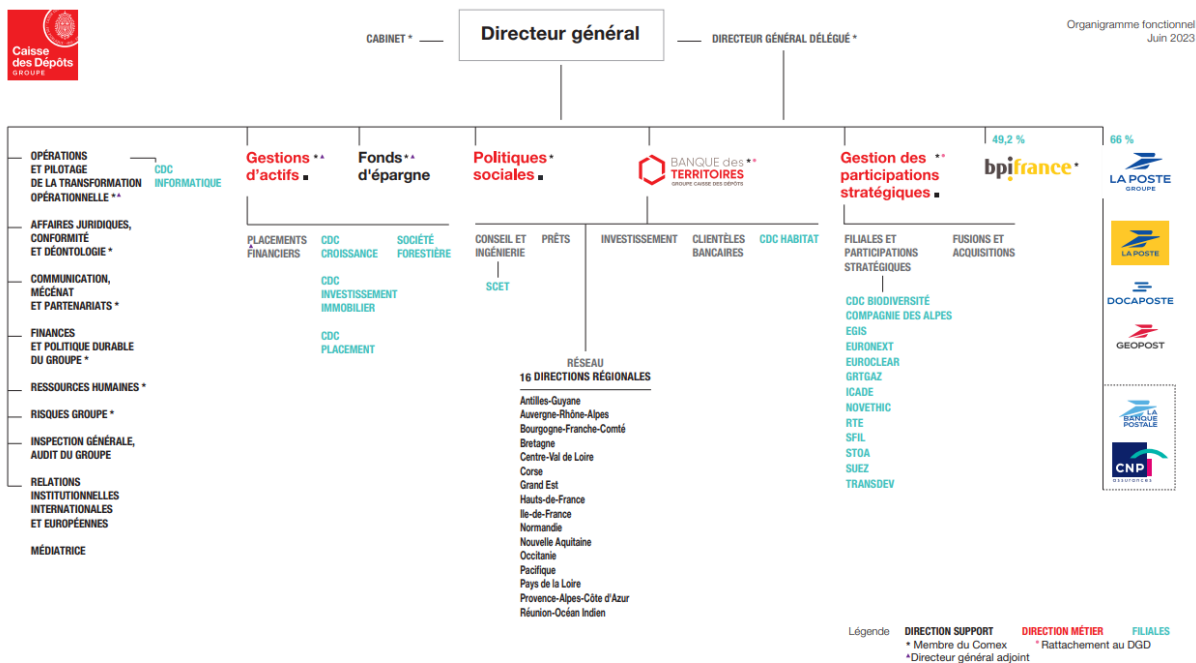 Caisse
des Dépôts
GROUPE
CABINET *
Directeur général
DIRECTEUR GÉNÉRAL DÉLÉGUÉ *
Organigramme fonctionnel
Juin 2023
OPÉRATIONS
ET PILOTAGE
DE LA TRANSFORMATION
OPÉRATIONNELLE *▲
CDC
INFORMATIQUE
AFFAIRES JURIDIQUES,
CONFORMITÉ
ET DÉONTOLOGIE *
COMMUNICATION,
MÉCÉNAT
ET PARTENARIATS *
FINANCES
ET POLITIQUE DURABLE
DU GROUPE *
RESSOURCES HUMAINES *
RISQUES GROUPE *
INSPECTION GÉNÉRALE,
AUDIT DU GROUPE
RELATIONS
INSTITUTIONNELLES
INTERNATIONALES
ET EUROPÉENNES
MÉDIATRICE
Gestions *▲
d'actifs ■
Fonds *▲
d'épargne
PLACEMENTS
FINANCIERS
▲
CDC
CROISSANCE
CDC
INVESTISSEMENT
IMMOBILIER
CDC
PLACEMENT
SOCIÉTÉ
FORESTIÈRE
Politiques *
sociales ■
BANQUE des **
TERRITOIRES
GROUPE CAISSE DES DÉPÔTS
CONSEIL ET
INGÉNIERIE
SCET
PRÊTS
INVESTISSEMENT
CLIENTÈLES
BANCAIRES
CDC HABITAT
RÉSEAU
16 DIRECTIONS RÉGIONALES
Antilles-Guyane
Auvergne-Rhône-Alpes
Bourgogne-Franche-Comté
Bretagne
Centre-Val de Loire
Corse
Grand Est
Hauts-de-France
Ile-de-France
Normandie
Nouvelle Aquitaine
Occitanie
Pacifique
Pays de la Loire
Provence-Alpes-Côte d'Azur
Réunion-Océan Indien
Gestion des **
participations
stratégiques ■
FILIALES ET
PARTICIPATIONS
STRATÉGIQUES
CDC BIODIVERSITÉ
COMPAGNIE DES ALPES
EGIS
EURONEXT
EUROCLEAR
GRTGAZ
ICADE
NOVETHIC
RTE
SFIL
STOA
SUEZ
TRANSDEV
FUSIONS ET
ACQUISITIONS
49,2 %
bpifrance *
66 %
LA POSTE
GROUPE
LA POSTE
DOCAPOSTE
GEOPOST
LA
BANQUE
POSTALE
CNP
assurances
Légende
DIRECTION SUPPORT
DIRECTION MÉTIER
FILIALES
* Membre du Comex
* Rattachement au DGD
▲Directeur général adjoint